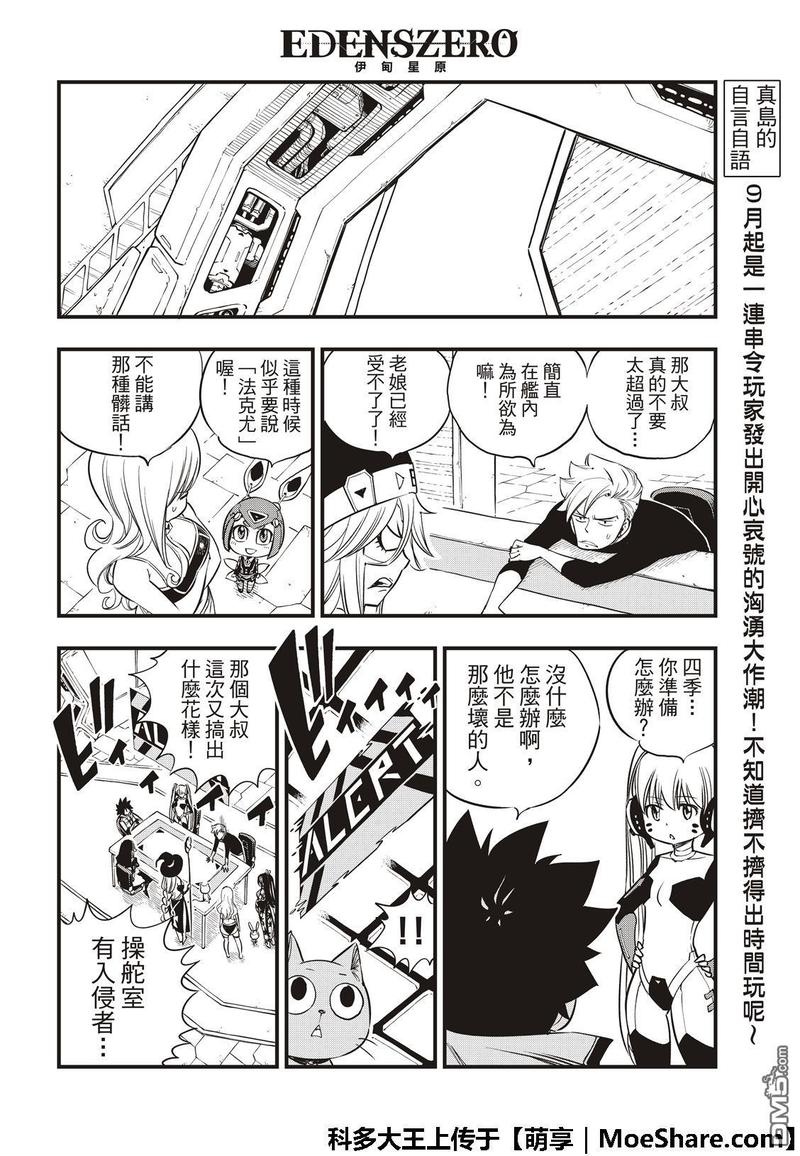 EDENSZERO
伊甸星原
真島的
自言自語
9月起是一連串令玩家發出開心哀號的洶湧大作潮！不知道擠不擠得出時間玩呢～
那大叔
真的不要
太超過了…
簡直
在艦內
為所欲為
嘛！
老娘已經
受不了了！
這種時候
似乎要說
「法克尤」
喔！
不能講
那種髒話！
四季…
你準備
怎麼辦？
沒什麼
怎麼辦啊，
他不是
那麼壞的人。
ALERT
!!
那個大叔
這次又搞出
什麼花樣！
操舵室
有入侵者…
DM5.com
科多大王上传于【萌享｜MoeShare.com】